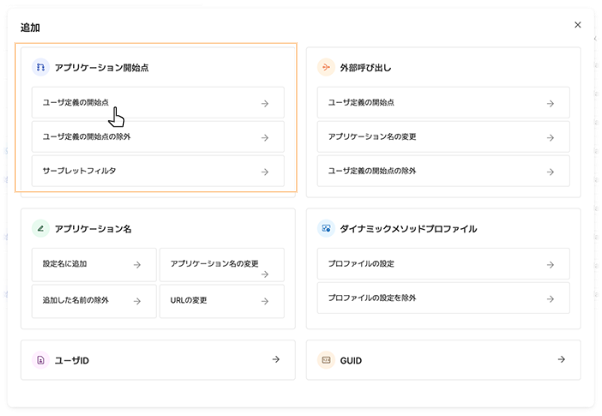 追加
アプリケーション開始点
ユーザ定義の開始点
ユーザ定義の開始点の除外
サーブレットフィルタ
外部呼び出し
ユーザ定義の開始点
アプリケーション名の変更
ユーザ定義の開始点の除外
アプリケーション名
設定名に追加
アプリケーション名の変更
追加した名前の除外
URLの変更
ダイナミックメソッドプロファイル
プロファイルの設定
プロファイルの設定を除外
ユーザID
GUID